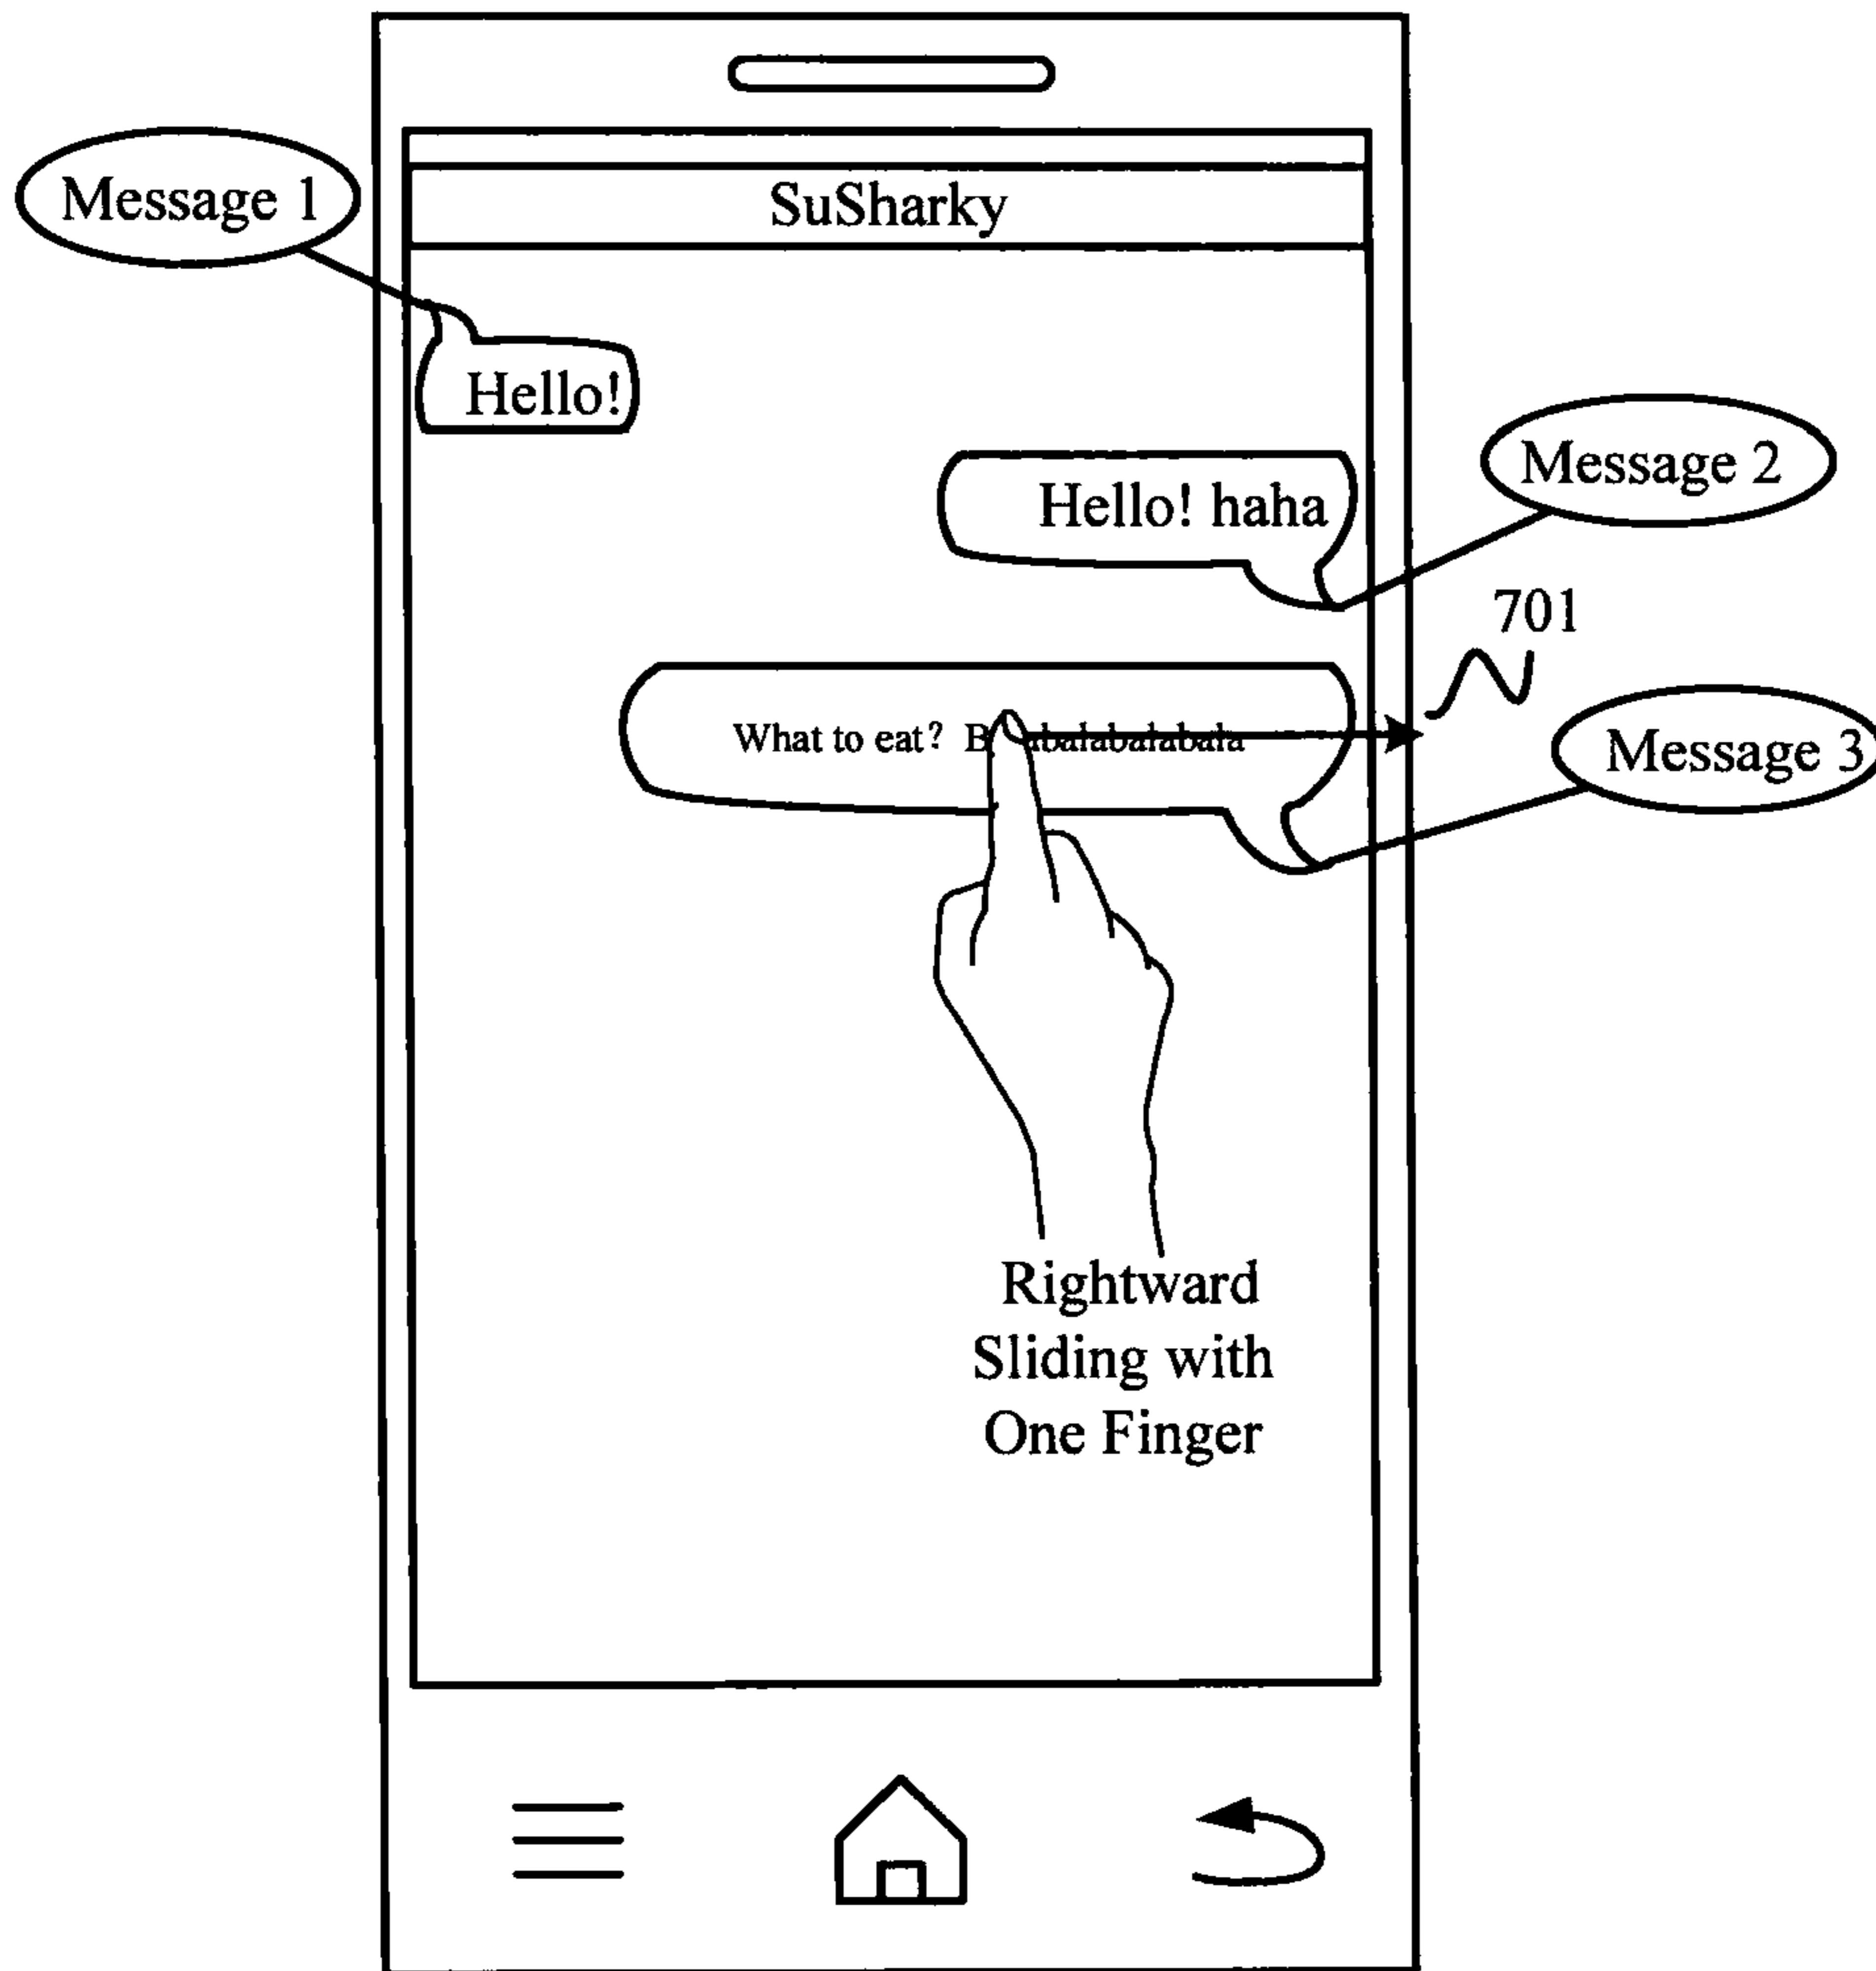 SuSharky
Message 1
Hello!
Message 2
Hello! haha
701
What to eat?
Message 3
Rightward
Sliding with
One Finger